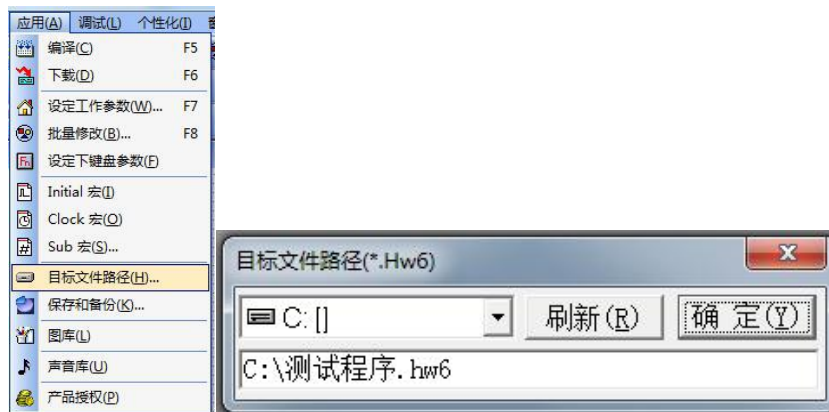 应用(A) 调试(L) 个性化(I)
编译(C) F5
下载(D) F6
设定工作参数(W)... F7
批量修改(B)... F8
设定下键盘参数(F)
Initial 宏(I)
Clock 宏(O)
Sub 宏(S)...
目标文件路径(H)...
保存和备份(K)...
图库(L)
声音库(U)
产品授权(P)
目标文件路径(*.Hw6)
C: []
刷新(R)
确 定(Y)
C:\测试程序.hw6